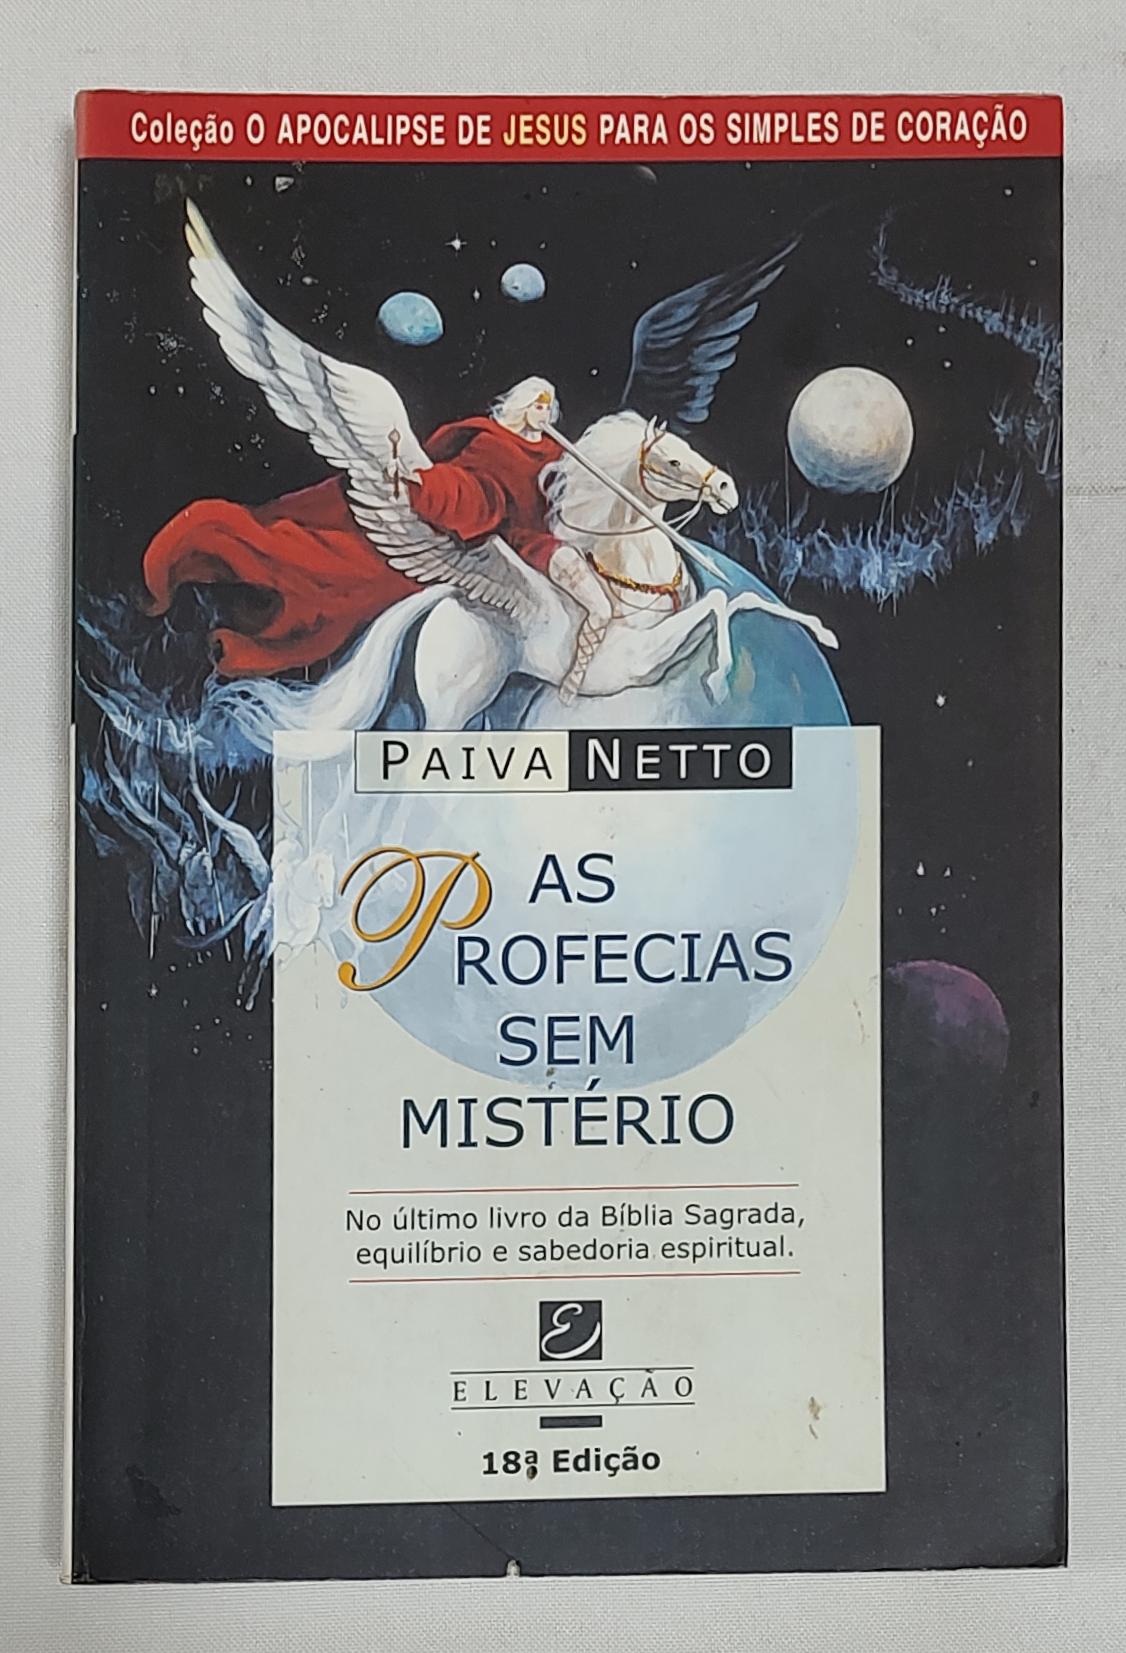 Coleção O APOCALIPSE DE JESUS PARA OS SIMPLES DE CORAÇÃO
PAIVA NETTO
AS
PROFECIAS
SEM
MISTÉRIO
No último livro da Bíblia Sagrada,
equilíbrio e sabedoria espiritual.
E
ELEVAÇÃO
18ª Edição